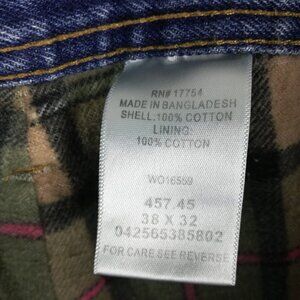 RN# 17754
MADE IN BANGLADESH
SHELL: 100% COTTON
LINING:
100% COTTON
WO16559
457.45
38 X 32
042565385802
FOR CARE SEE REVERSE